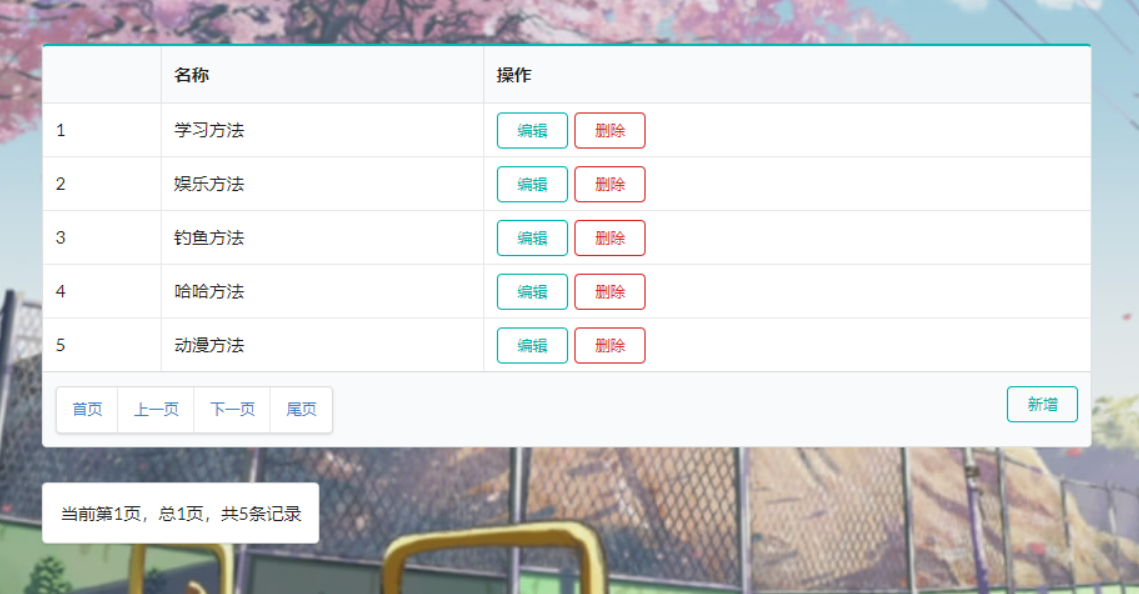 名称 操作
1 学习方法 编辑 删除
2 娱乐方法 编辑 删除
3 钓鱼方法 编辑 删除
4 哈哈方法 编辑 删除
5 动漫方法 编辑 删除
首页 上一页 下一页 尾页 新增
当前第1页，总1页，共5条记录